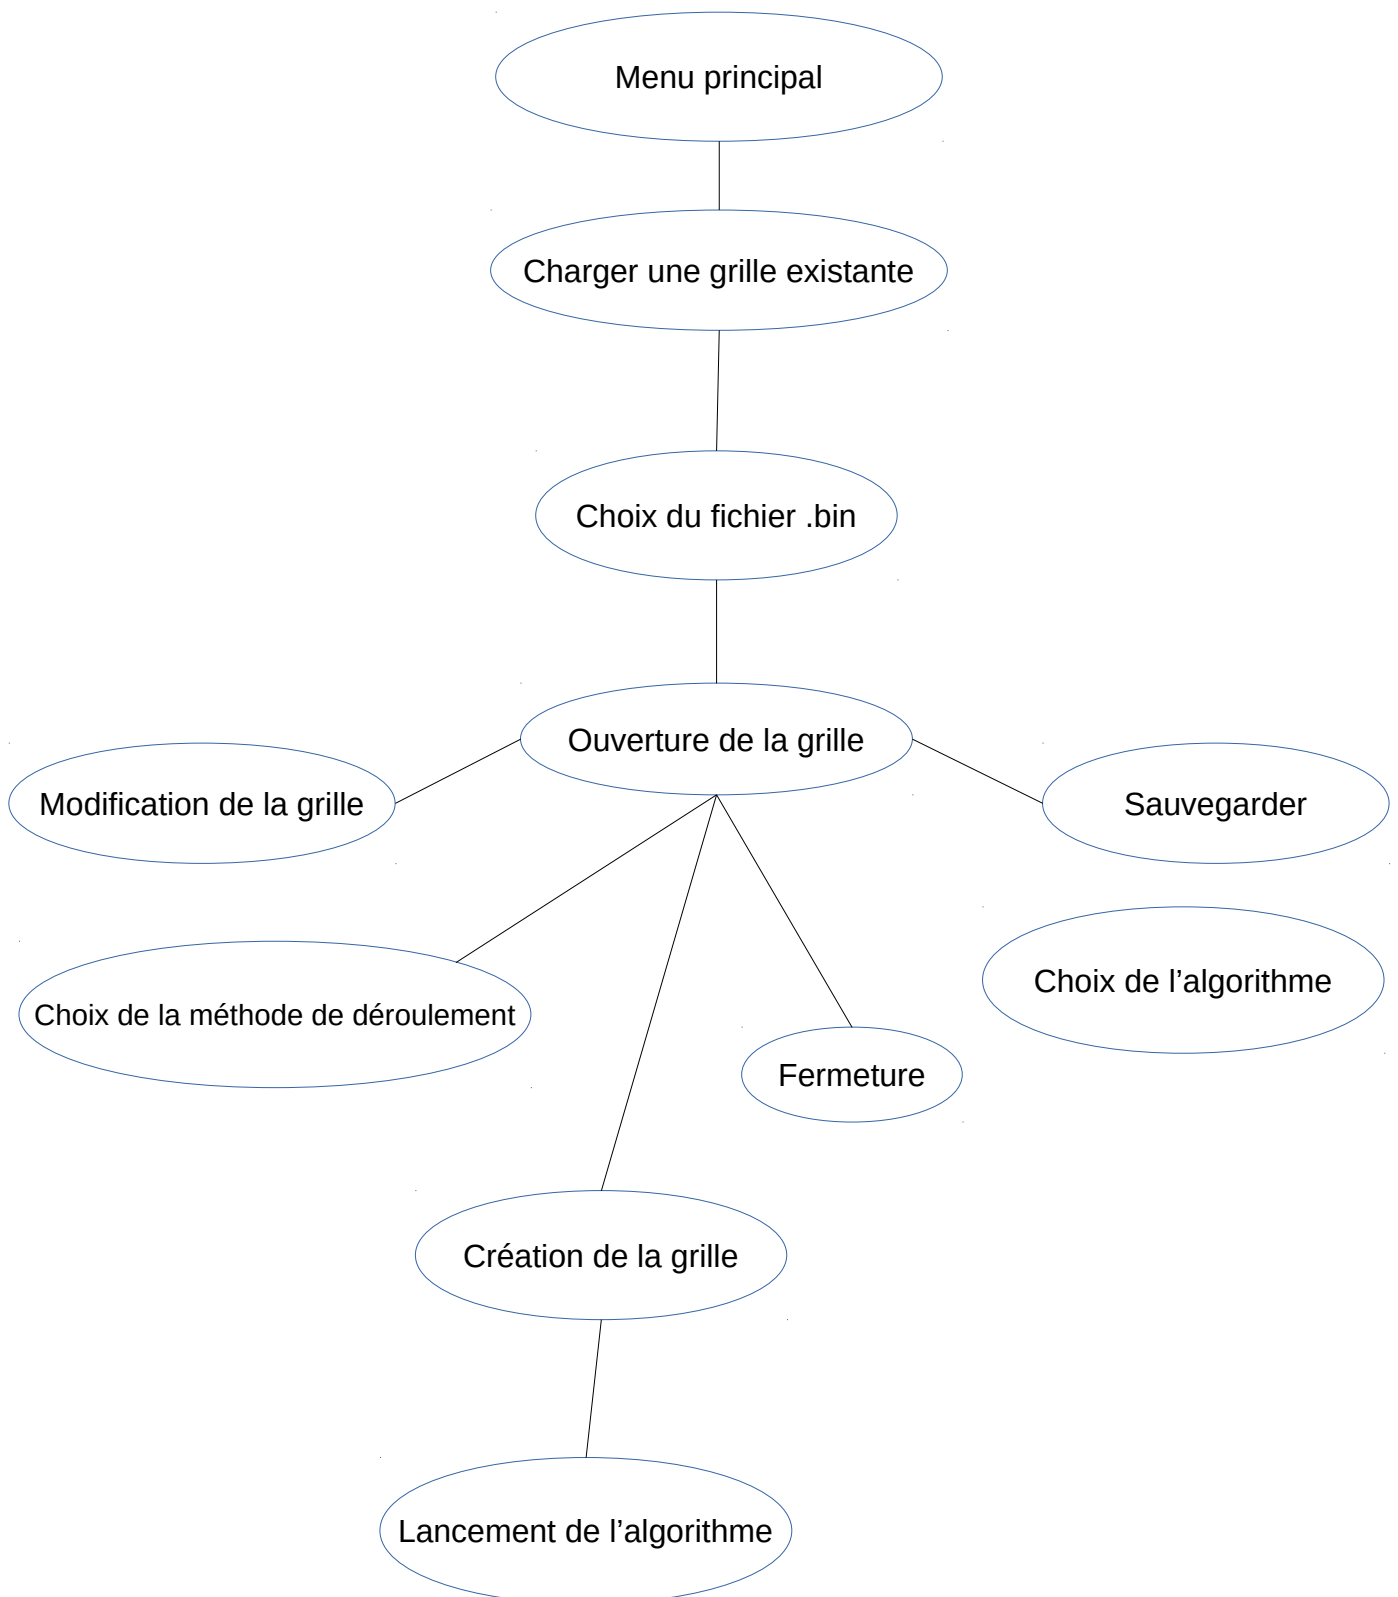 Menu principal
Charger une grille existante
Choix du fichier .bin
Ouverture de la grille
Modification de la grille
Sauvegarder
Choix de l’algorithme
Choix de la méthode de déroulement
Fermeture
Création de la grille
Lancement de l’algorithme